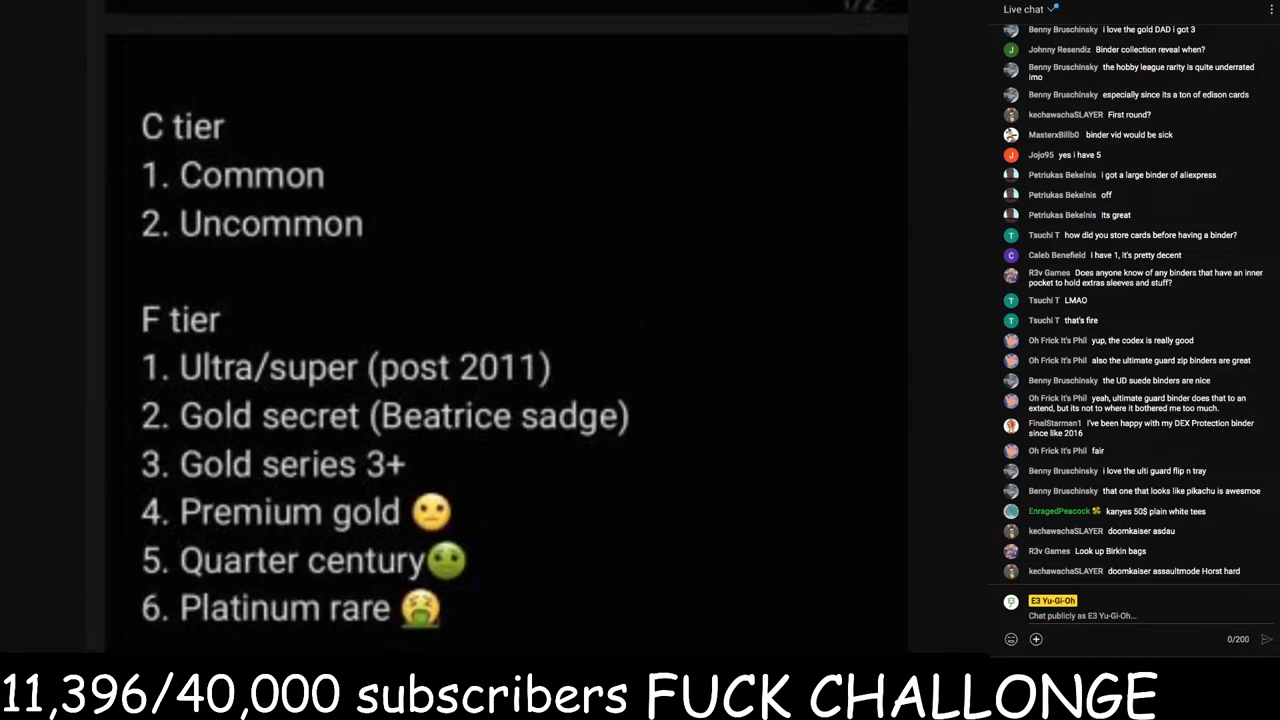 1/2
C tier
1. Common
2. Uncommon
F tier
1. Ultra/super (post 2011)
2. Gold secret (Beatrice sadge)
3. Gold series 3+
4. Premium gold 😕
5. Quarter century🤢
6. Platinum rare 🤮
Live chat
Benny Bruschinsky i love the gold DAD i got 3
J Johnny Resendiz Binder collection reveal when?
Benny Bruschinsky the hobby league rarity is quite underrated
imo
Benny Bruschinsky especially since its a ton of edison cards
kechawachaSLAYER First round?
MasterxBillb0 binder vid would be sick
J Jojo95 yes i have 5
Petriukas Bekelnis i got a large binder of aliexpress
Petriukas Bekelnis off
Petriukas Bekelnis its great
T Tsuchi T how did you store cards before having a binder?
C Caleb Benefield i have 1, it's pretty decent
R3v Games Does anyone know of any binders that have an inner
pocket to hold extras sleeves and stuff?
T Tsuchi T LMAO
T Tsuchi T that's fire
Oh Frick It's Phil yup, the codex is really good
Oh Frick It's Phil also the ultimate guard zip binders are great
Benny Bruschinsky the UD suede binders are nice
Oh Frick It's Phil yeah, ultimate guard binder does that to an
extend, but its not to where it bothered me too much.
FinalStarman1 I've been happy with my DEX Protection binder
since like 2016
Oh Frick It's Phil fair
Benny Bruschinsky i love the ulti guard flip n tray
Benny Bruschinsky that one that looks like pikachu is awesmoe
EnragedPeacock kanyes 50$ plain white tees
kechawachaSLAYER doomkaiser asdau
R3v Games Look up Birkin bags
kechawachaSLAYER doomkaiser assaultmode Horst hard
E3 Yu-Gi-Oh
Chat publicly as E3 Yu-Gi-Oh...
0/200
11,396/40,000 subscribers FUCK CHALLONGE